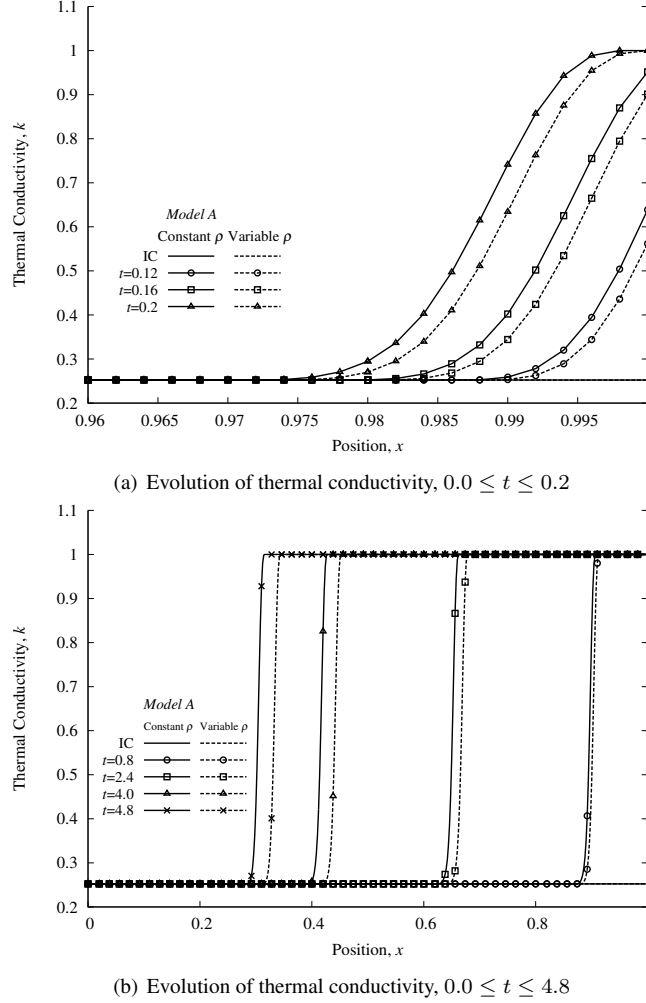 1.1
1
0.9
0.8
0.7
0.6
0.5
0.4
0.3
0.2
Thermal Conductivity, k
Model A
Constant ρ Variable ρ
IC
t=0.12
t=0.16
t=0.2
0.96 0.965 0.97 0.975 0.98 0.985 0.99 0.995
Position, x
(a) Evolution of thermal conductivity, 0.0 ≤ t ≤ 0.2
1.1
1
0.9
0.8
0.7
0.6
0.5
0.4
0.3
0.2
Thermal Conductivity, k
Model A
Constant ρ Variable ρ
IC
t=0.8
t=2.4
t=4.0
t=4.8
0 0.2 0.4 0.6 0.8
Position, x
(b) Evolution of thermal conductivity, 0.0 ≤ t ≤ 4.8